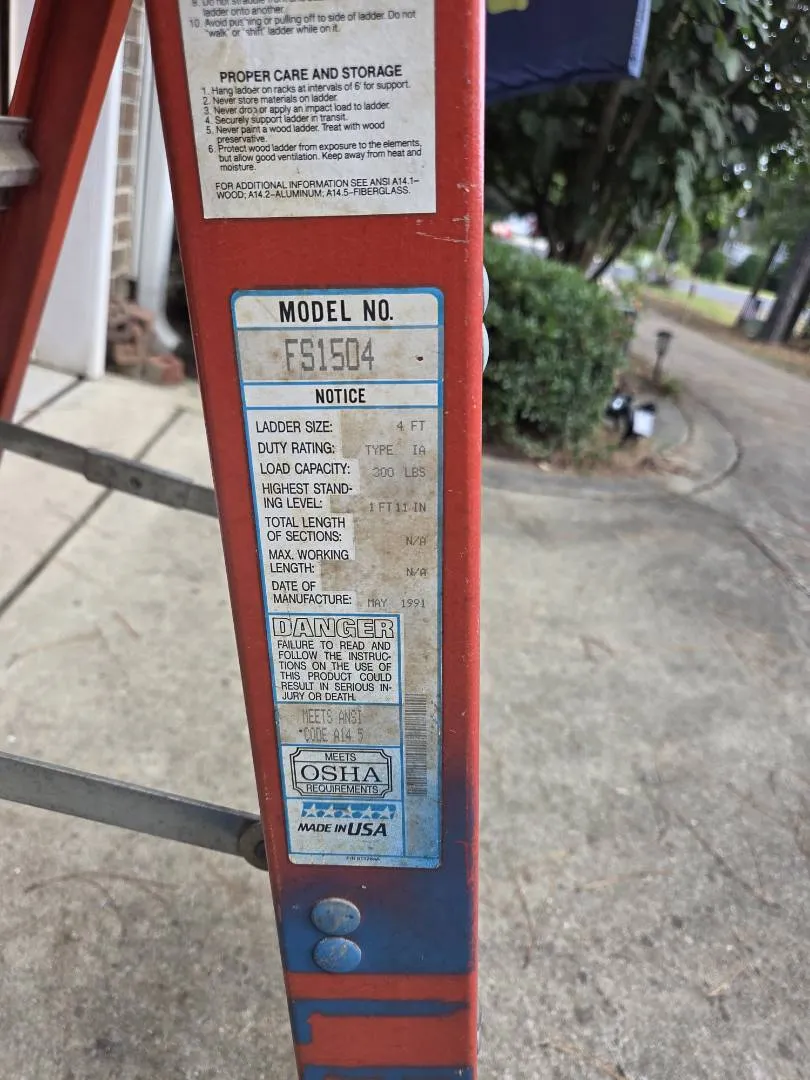 9. Do not straddle front and back
ladder onto another.
10. Avoid pushing or pulling off to side of ladder. Do not
"walk" or "shift" ladder while on it.
PROPER CARE AND STORAGE
1. Hang ladder on racks at intervals of 6' for support.
2. Never store materials on ladder.
3. Never drop or apply an impact load to ladder.
4. Securely support ladder in transit.
5. Never paint a wood ladder. Treat with wood
preservative.
6. Protect wood ladder from exposure to the elements,
but allow good ventilation. Keep away from heat and
moisture.
FOR ADDITIONAL INFORMATION SEE ANSI A14.1–
WOOD; A14.2–ALUMINUM; A14.5–FIBERGLASS.
MODEL NO.
FS1504
NOTICE
LADDER SIZE: 4 FT
DUTY RATING: TYPE IA
LOAD CAPACITY: 300 LBS
HIGHEST STAND-
ING LEVEL: 1 FT 11 IN
TOTAL LENGTH
OF SECTIONS: N/A
MAX. WORKING
LENGTH: N/A
DATE OF
MANUFACTURE: MAY 1991
DANGER
FAILURE TO READ AND
FOLLOW THE INSTRUC-
TIONS ON THE USE OF
THIS PRODUCT COULD
RESULT IN SERIOUS IN-
JURY OR DEATH.
MEETS ANSI
*CODE A14 5
MEETS
OSHA
REQUIREMENTS
MADE IN USA